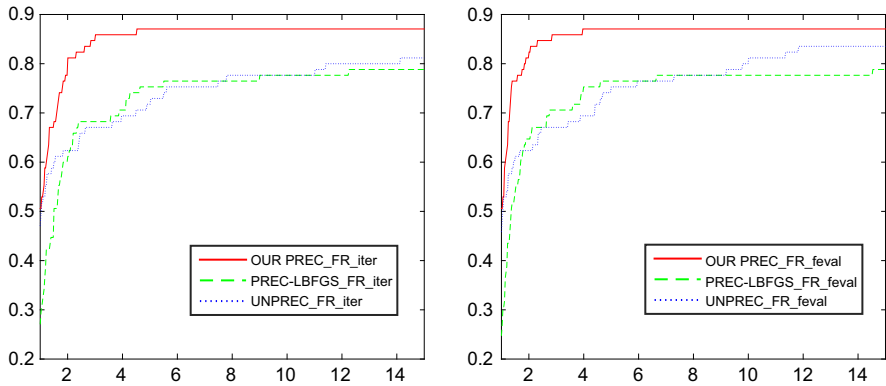 0.9
0.8
0.7
0.6
0.5
0.4
0.3
0.2
2 4 6 8 10 12 14
OUR PREC_FR_iter
PREC-LBFGS_FR_iter
UNPREC_FR_iter
0.9
0.8
0.7
0.6
0.5
0.4
0.3
0.2
2 4 6 8 10 12 14
OUR PREC_FR_feval
PREC-LBFGS_FR_feval
UNPREC_FR_feval